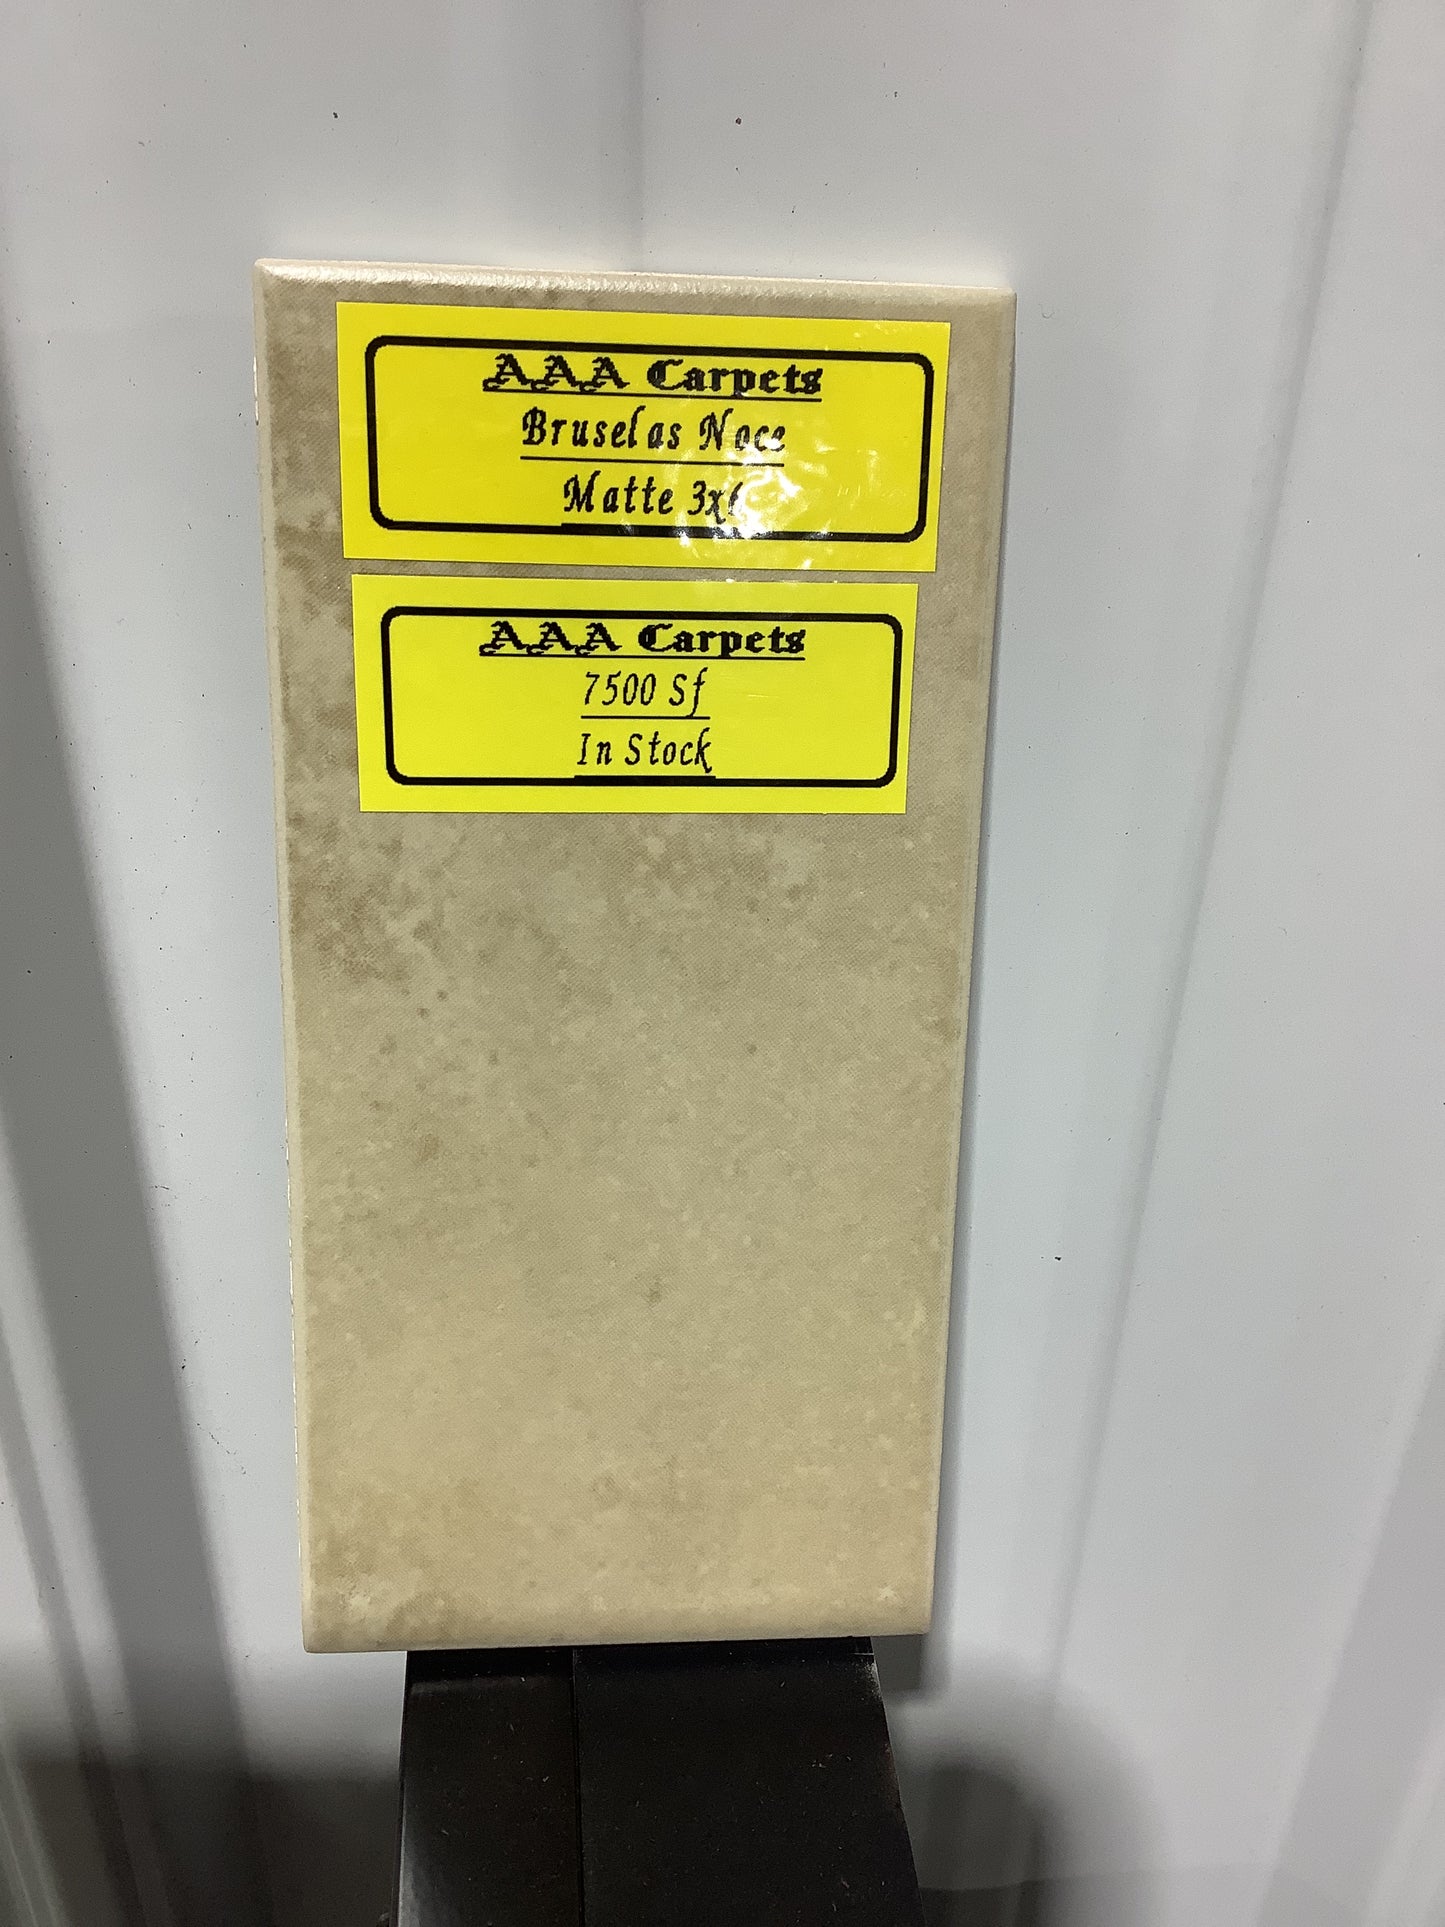 AAA Carpets
Bruselas Noce
Matte 3x6
AAA Carpets
7500 Sf
In Stock